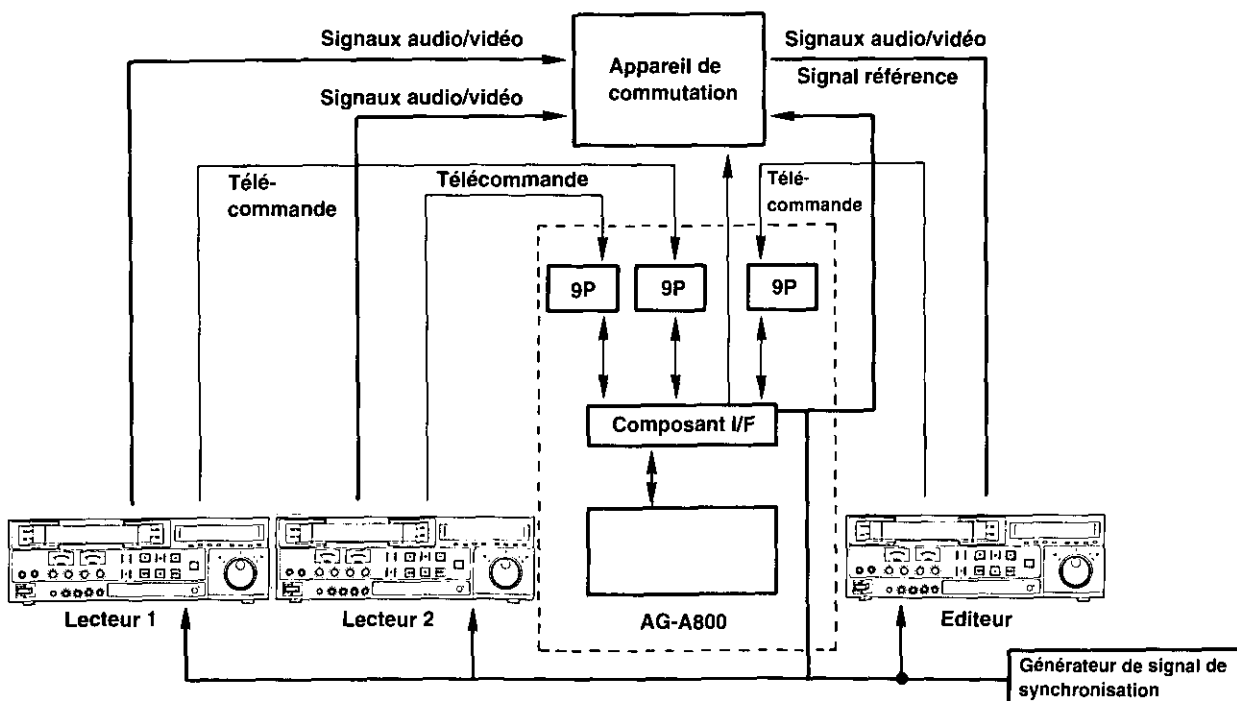 Signaux audio/vidéo
Signaux audio/vidéo
Appareil de
commutation
Signal référence
Signaux audio/vidéo
Télé-
commande
Télécommande
Télé-
commande
9P
9P
9P
Composant I/F
Lecteur 1
Lecteur 2
AG-A800
Editeur
Générateur de signal de
synchronisation